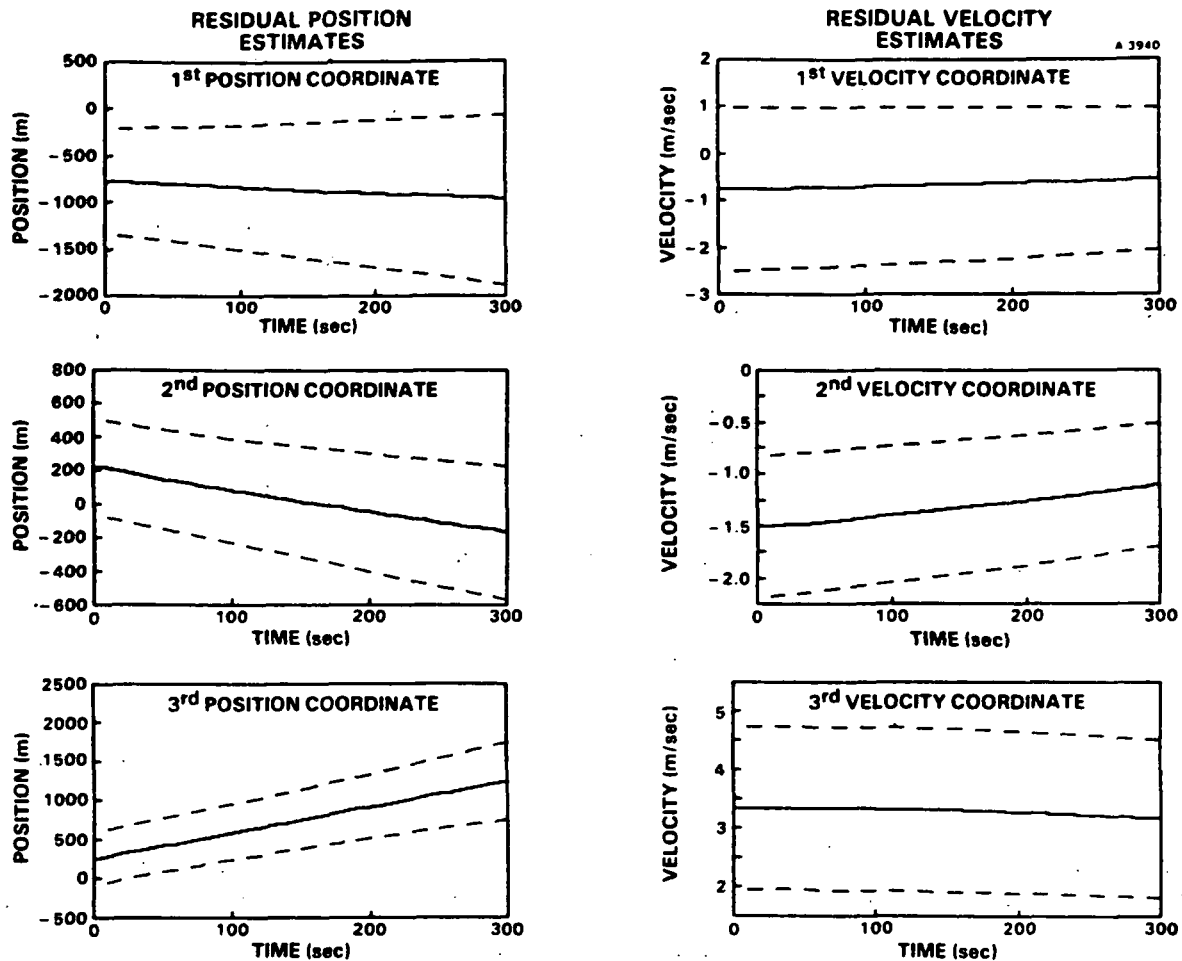 RESIDUAL POSITION
ESTIMATES
1st POSITION COORDINATE
POSITION (m)
500
0
-500
-1000
-1500
-2000
0 100 200 300
TIME (sec)
RESIDUAL VELOCITY
ESTIMATES
A 3940
1st VELOCITY COORDINATE
VELOCITY (m/sec)
2
1
0
-1
-2
-3
0 100 200 300
TIME (sec)
2nd POSITION COORDINATE
POSITION (m)
800
600
400
200
0
-200
-400
-600
0 100 200 300
TIME (sec)
2nd VELOCITY COORDINATE
VELOCITY (m/sec)
0
-0.5
-1.0
-1.5
-2.0
0 100 200 300
TIME (sec)
3rd POSITION COORDINATE
POSITION (m)
2500
2000
1500
1000
500
0
-500
0 100 200 300
TIME (sec)
3rd VELOCITY COORDINATE
VELOCITY (m/sec)
5
4
3
2
0 100 200 300
TIME (sec)